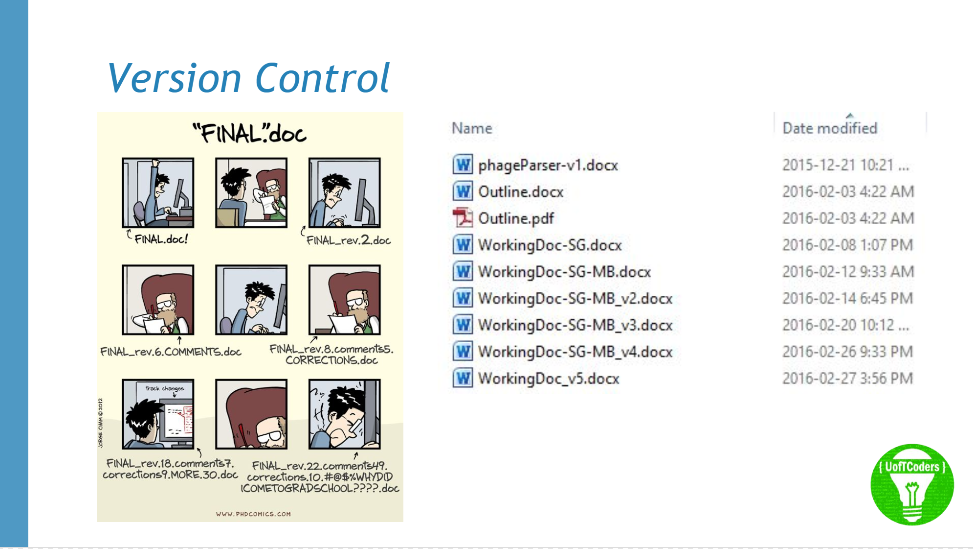 Version Control
"FINAL".doc
FINAL.doc!
FINAL_rev.2.doc
FINAL_rev.6.COMMENTS.doc
FINAL_rev.8.comments5.
CORRECTIONS.doc
track changes
JORGE CHAM © 2012
FINAL_rev.18.comments7.
corrections9.MORE.30.doc
FINAL_rev.22.comments49.
corrections.10.#@$%WHYDID
ICOMETOGRADSCHOOL????.doc
WWW.PHDCOMICS.COM
Name Date modified
phageParser-v1.docx 2015-12-21 10:21 ...
Outline.docx 2016-02-03 4:22 AM
Outline.pdf 2016-02-03 4:22 AM
WorkingDoc-SG.docx 2016-02-08 1:07 PM
WorkingDoc-SG-MB.docx 2016-02-12 9:33 AM
WorkingDoc-SG-MB_v2.docx 2016-02-14 6:45 PM
WorkingDoc-SG-MB_v3.docx 2016-02-20 10:12 ...
WorkingDoc-SG-MB_v4.docx 2016-02-26 9:33 PM
WorkingDoc_v5.docx 2016-02-27 3:56 PM
{UofTCoders}